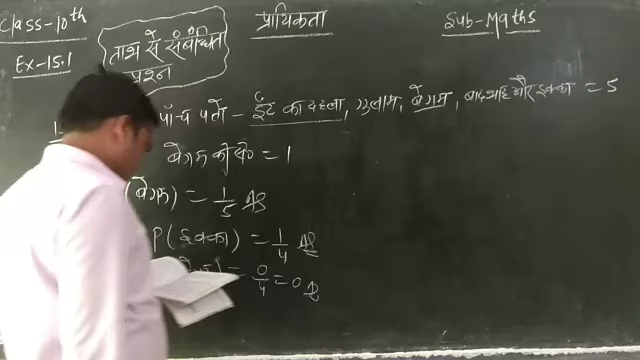 Class-10th
प्रायिकता
Sub-Maths
Ex-15.1
ताश से संबंधित
प्रश्न
पाँच पत्ते - ईंट का दहला, गुलाम, बेगम, बादशाह और इक्का = 5
बेगम की सं० = 1
(बेगम) = 1/5 Ans
P(इक्का) = 1/4 Ans
= 0/4 = 0 Ans